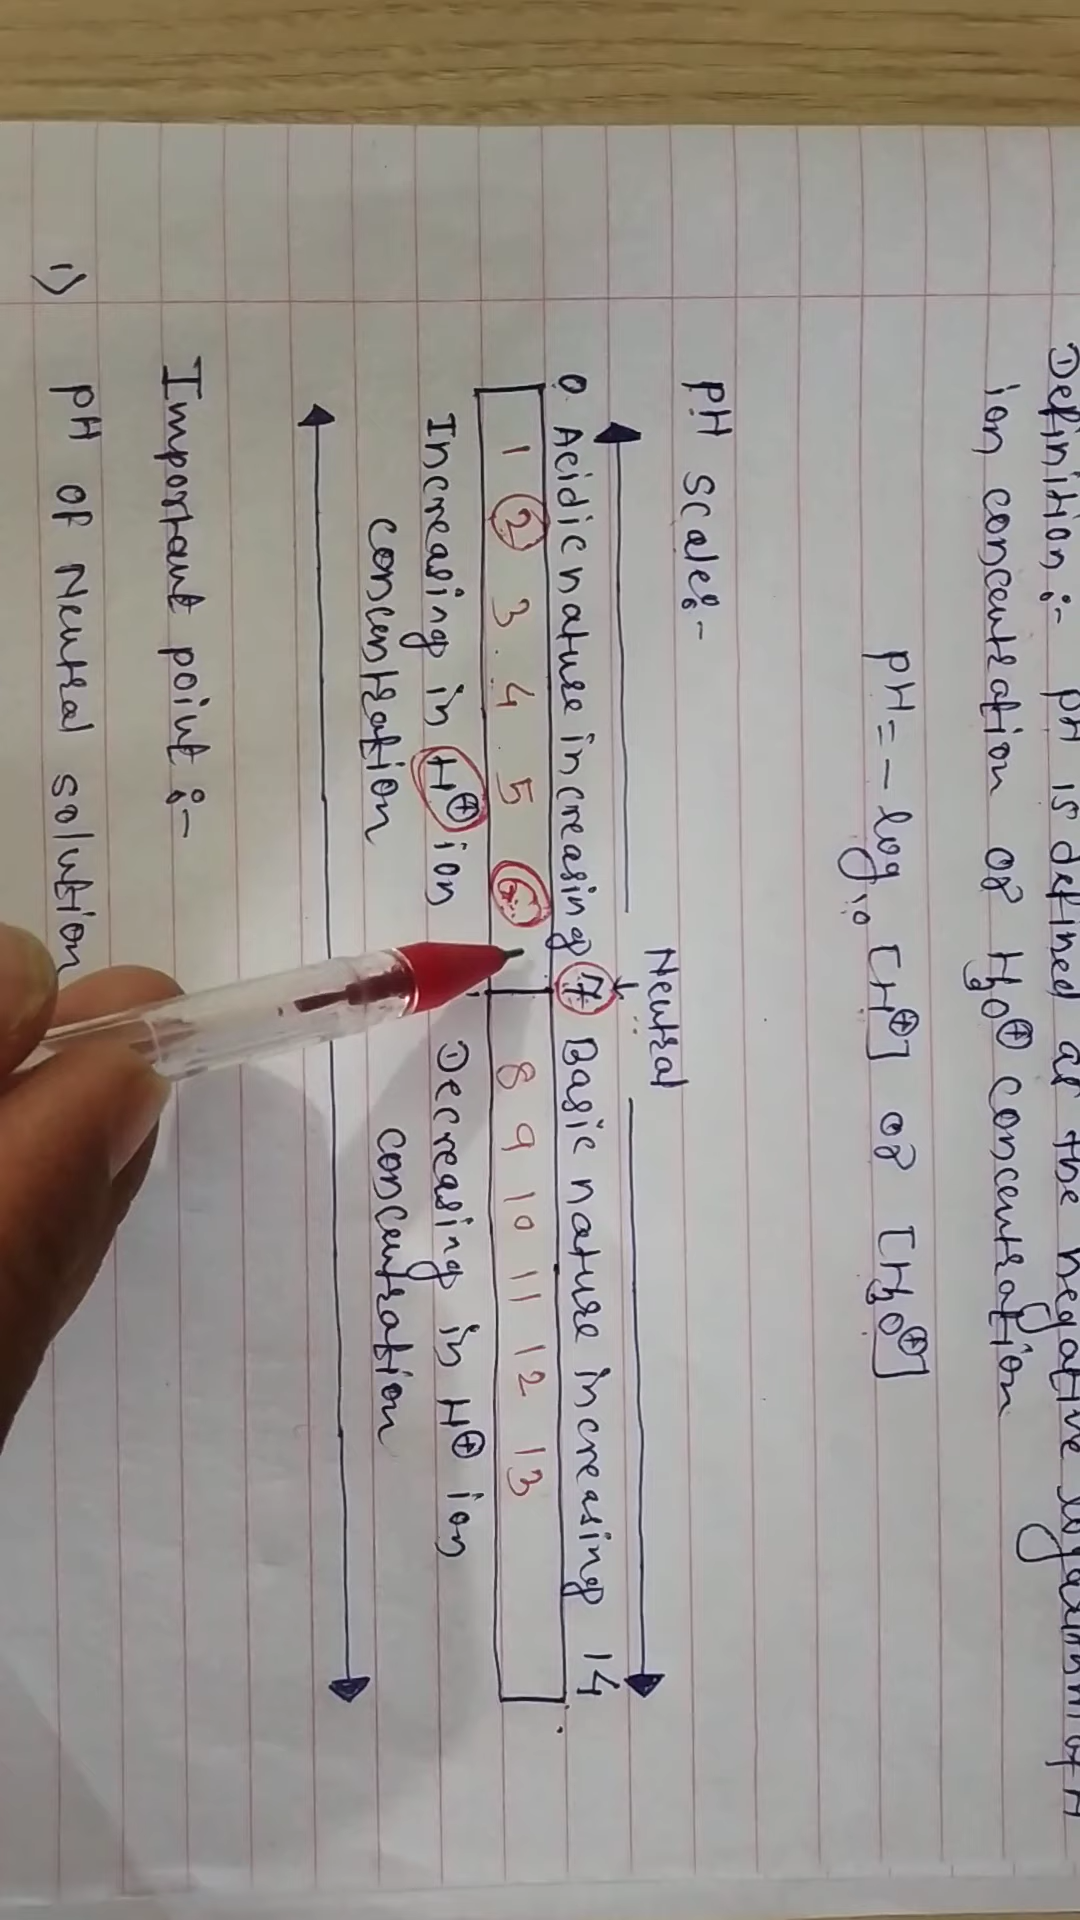 Definition :- pH is defined as the negative logarithm of H
ion concentration or H₃O⊕ concentration
pH = - log₁₀ [H⊕] or [H₃O⊕]
pH scale :-
Neutral
0 Acidic nature increasing 7 Basic nature increasing 14
1 2 3 4 5 6 8 9 10 11 12 13
Increasing in H⊕ ion Decreasing in H⊕ ion
concentration concentration
Important point :-
1) pH of Neutral solution